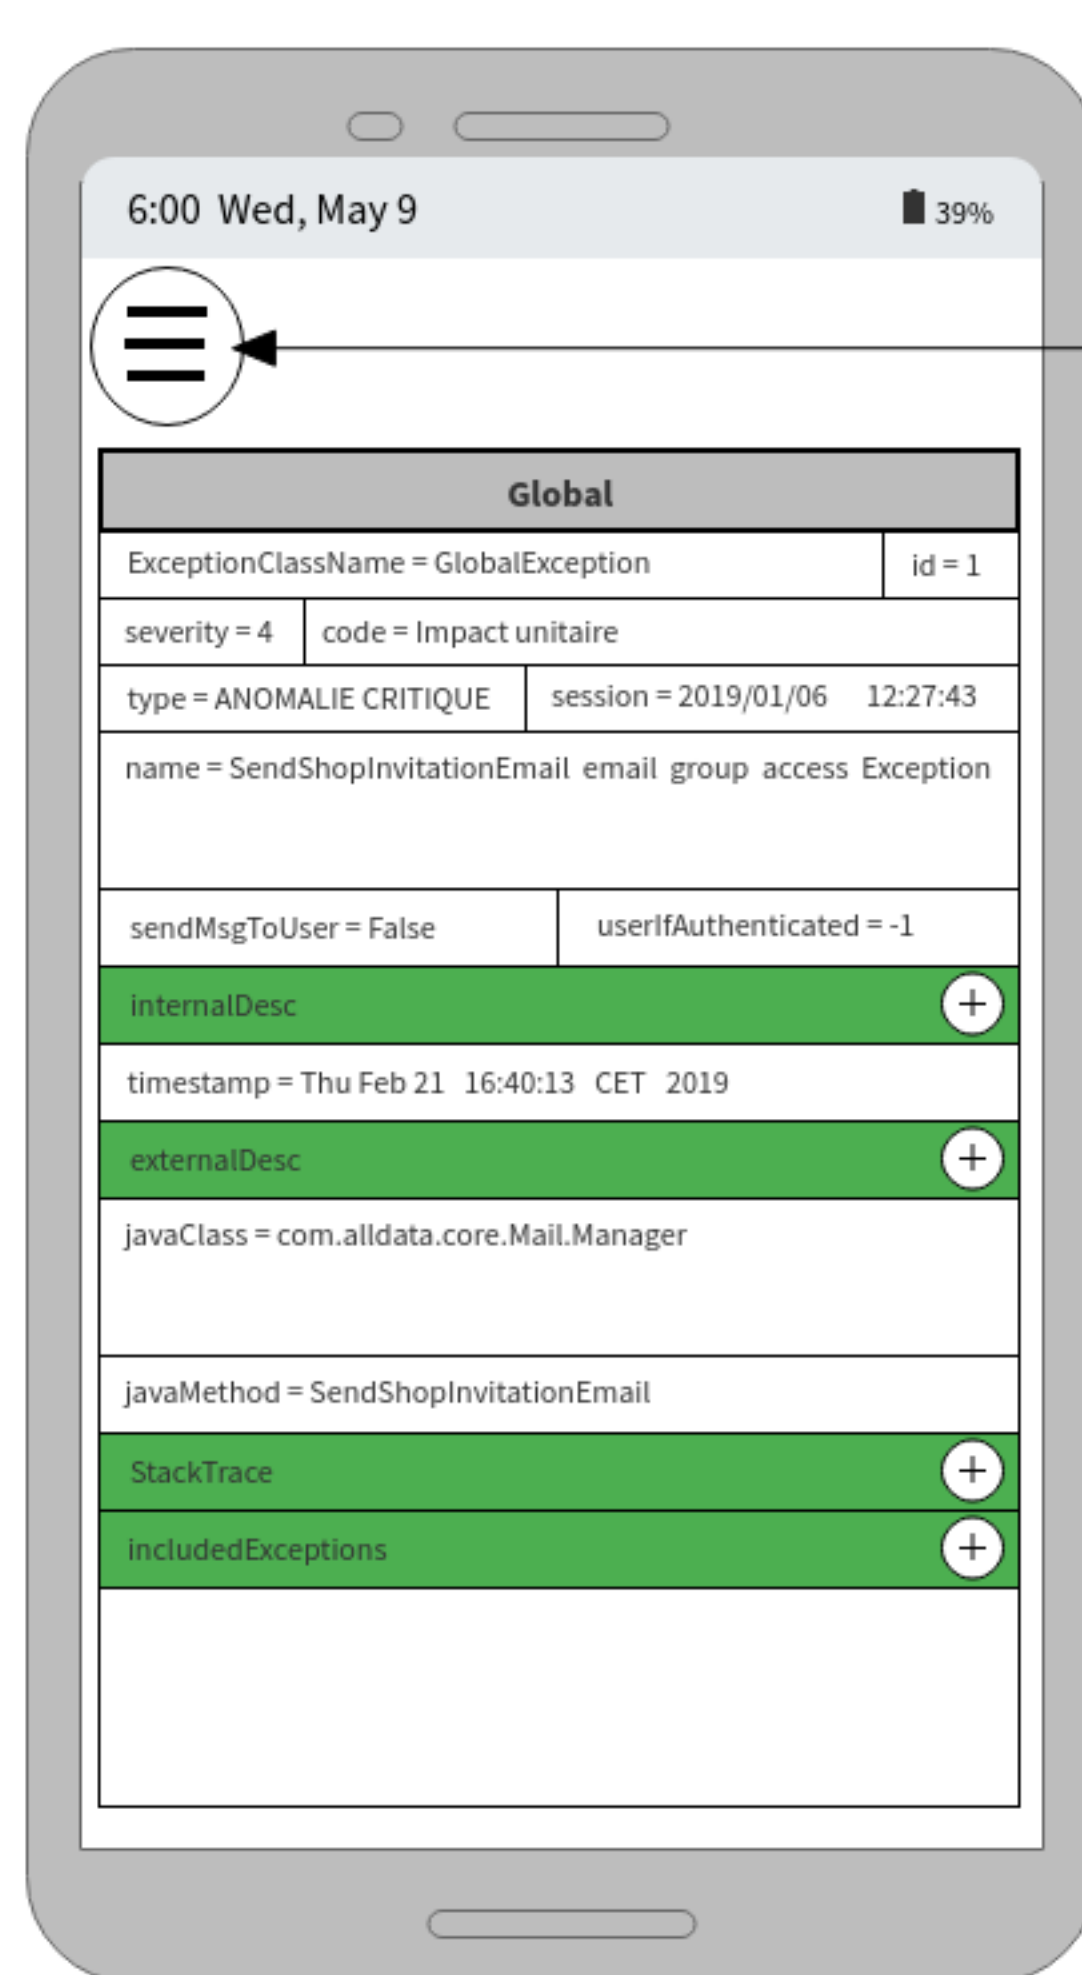 6:00 Wed, May 9 39%
Global
ExceptionClassName = GlobalException id = 1
severity = 4 code = Impact unitaire
type = ANOMALIE CRITIQUE session = 2019/01/06 12:27:43
name = SendShopInvitationEmail email group access Exception
sendMsgToUser = False userIfAuthenticated = -1
internalDesc +
timestamp = Thu Feb 21 16:40:13 CET 2019
externalDesc +
javaClass = com.alldata.core.Mail.Manager
javaMethod = SendShopInvitationEmail
StackTrace +
includedExceptions +